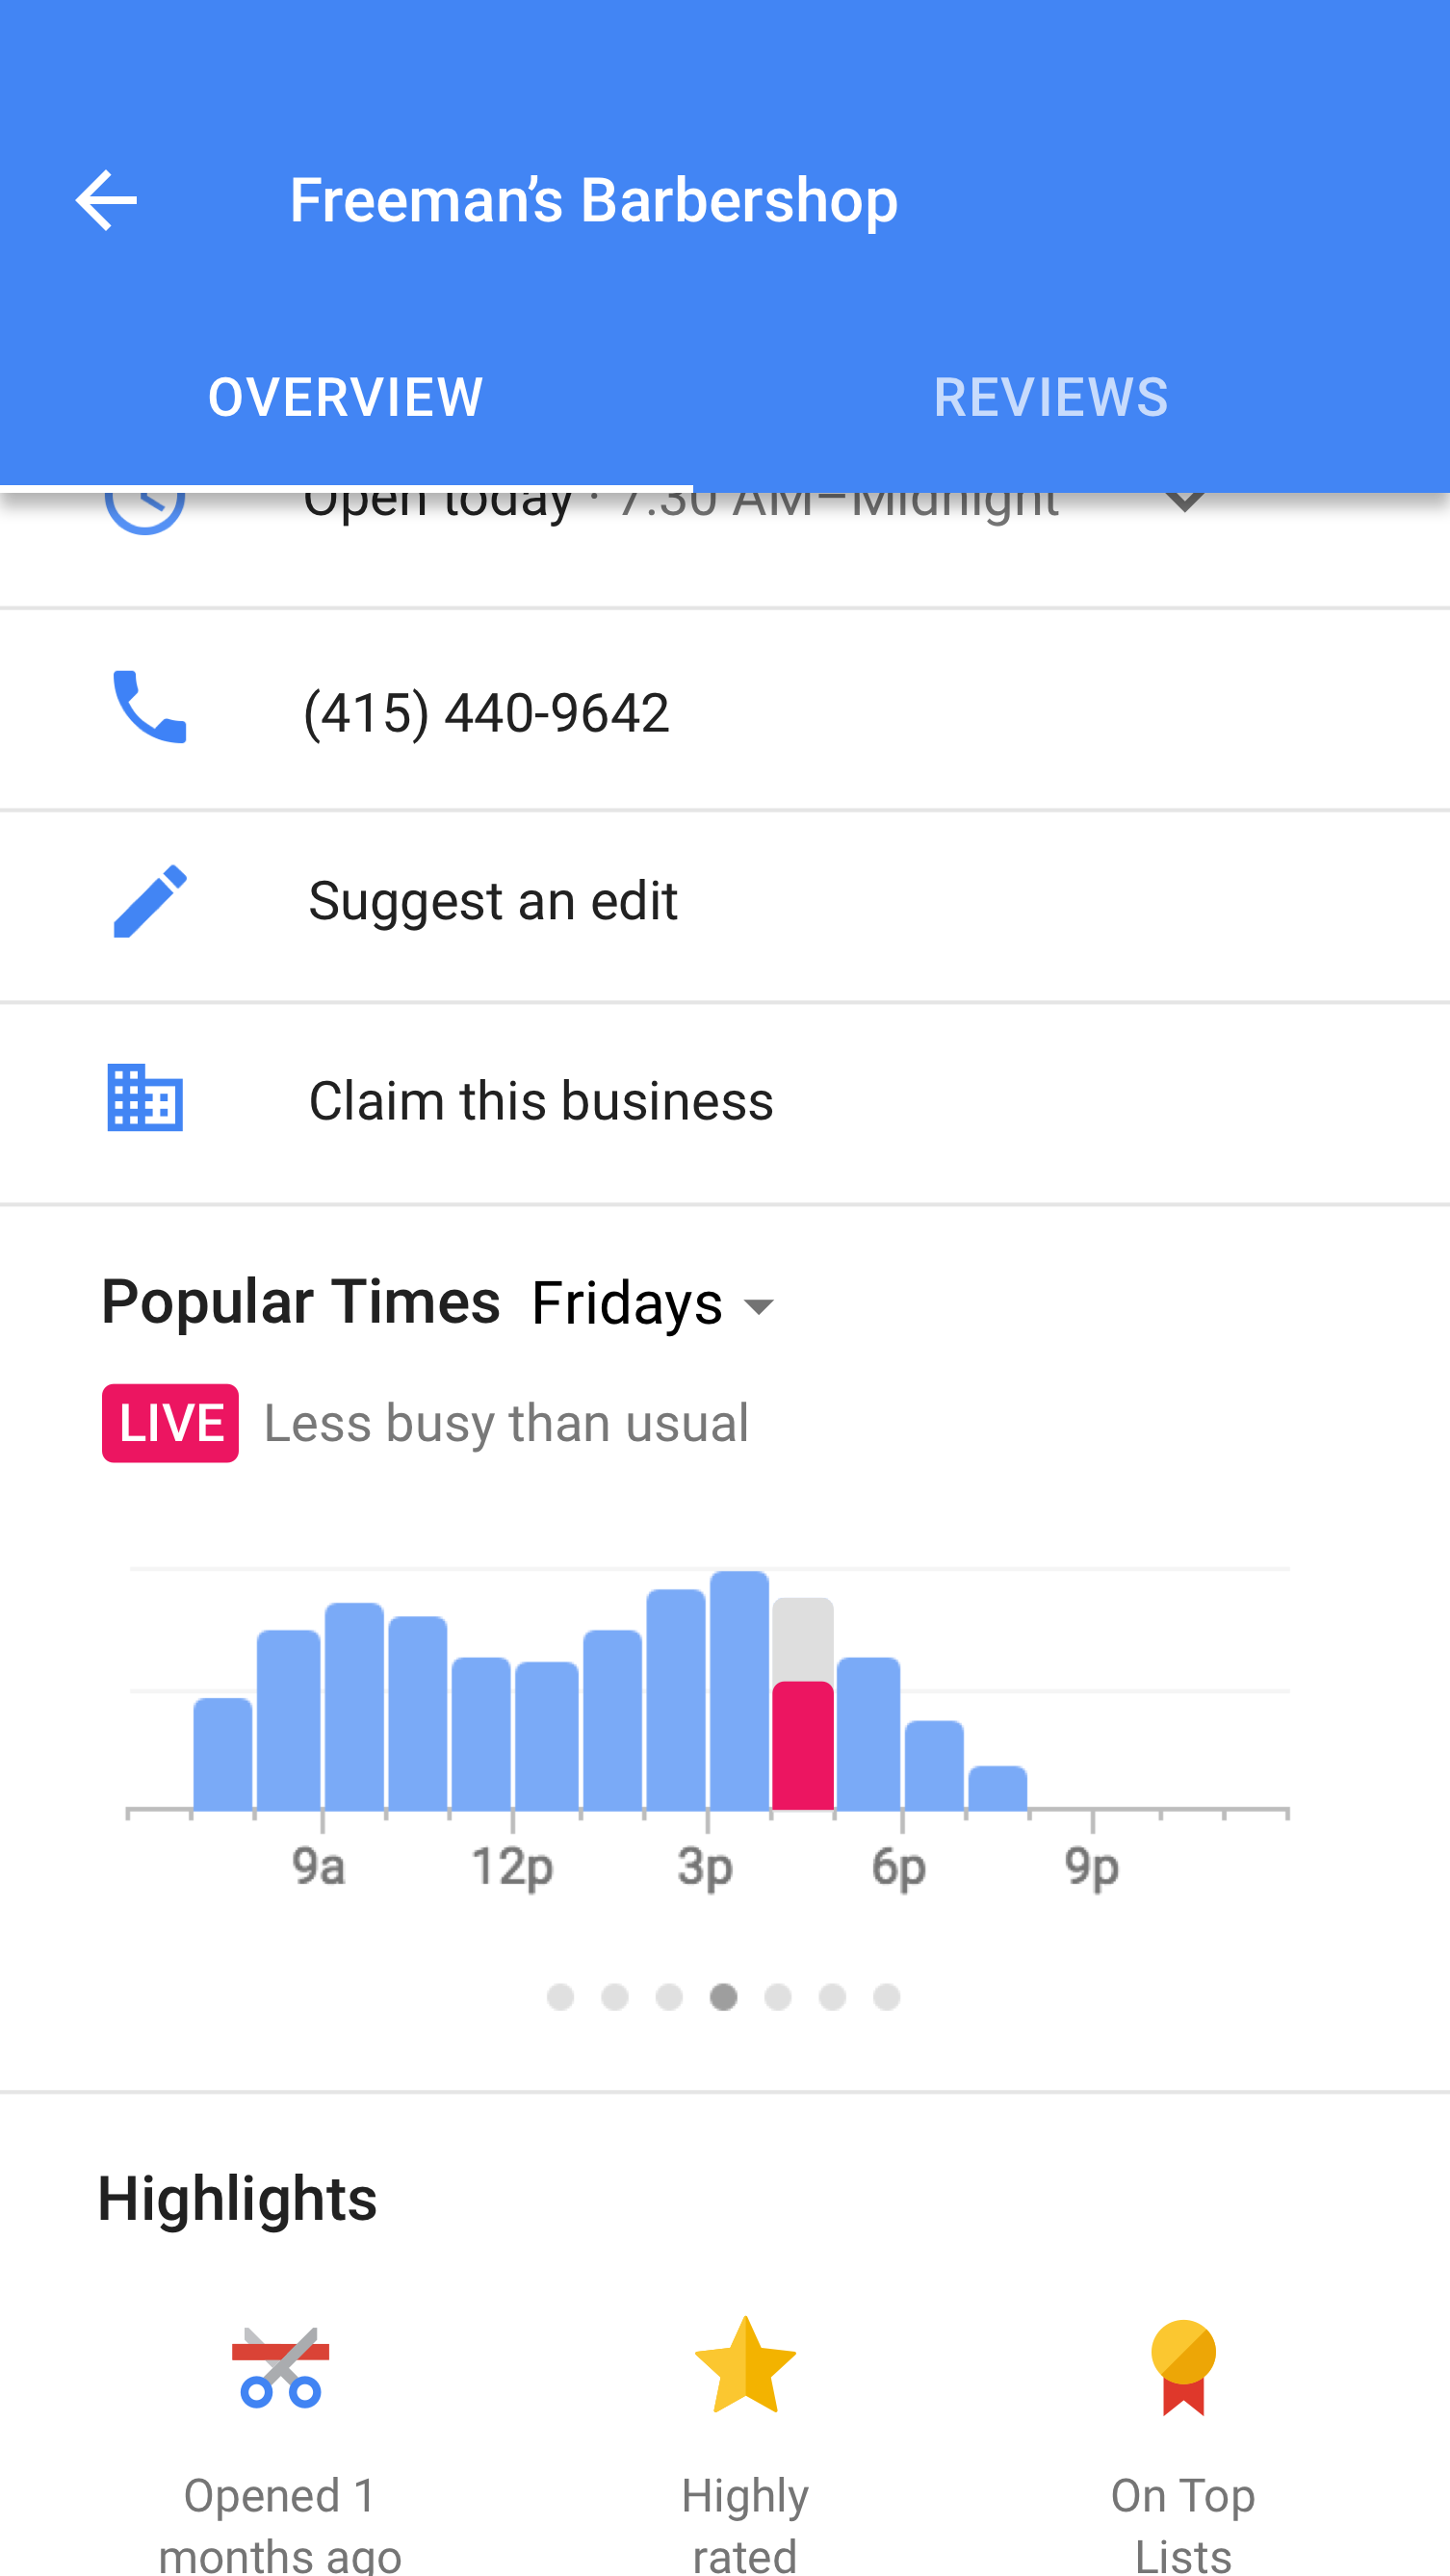 Freeman’s Barbershop
OVERVIEW REVIEWS
Open today · 7.30 AM–Midnight
(415) 440-9642
Suggest an edit
Claim this business
Popular Times Fridays
LIVE Less busy than usual
9a 12p 3p 6p 9p
Highlights
Opened 1 Highly On Top
months ago rated Lists